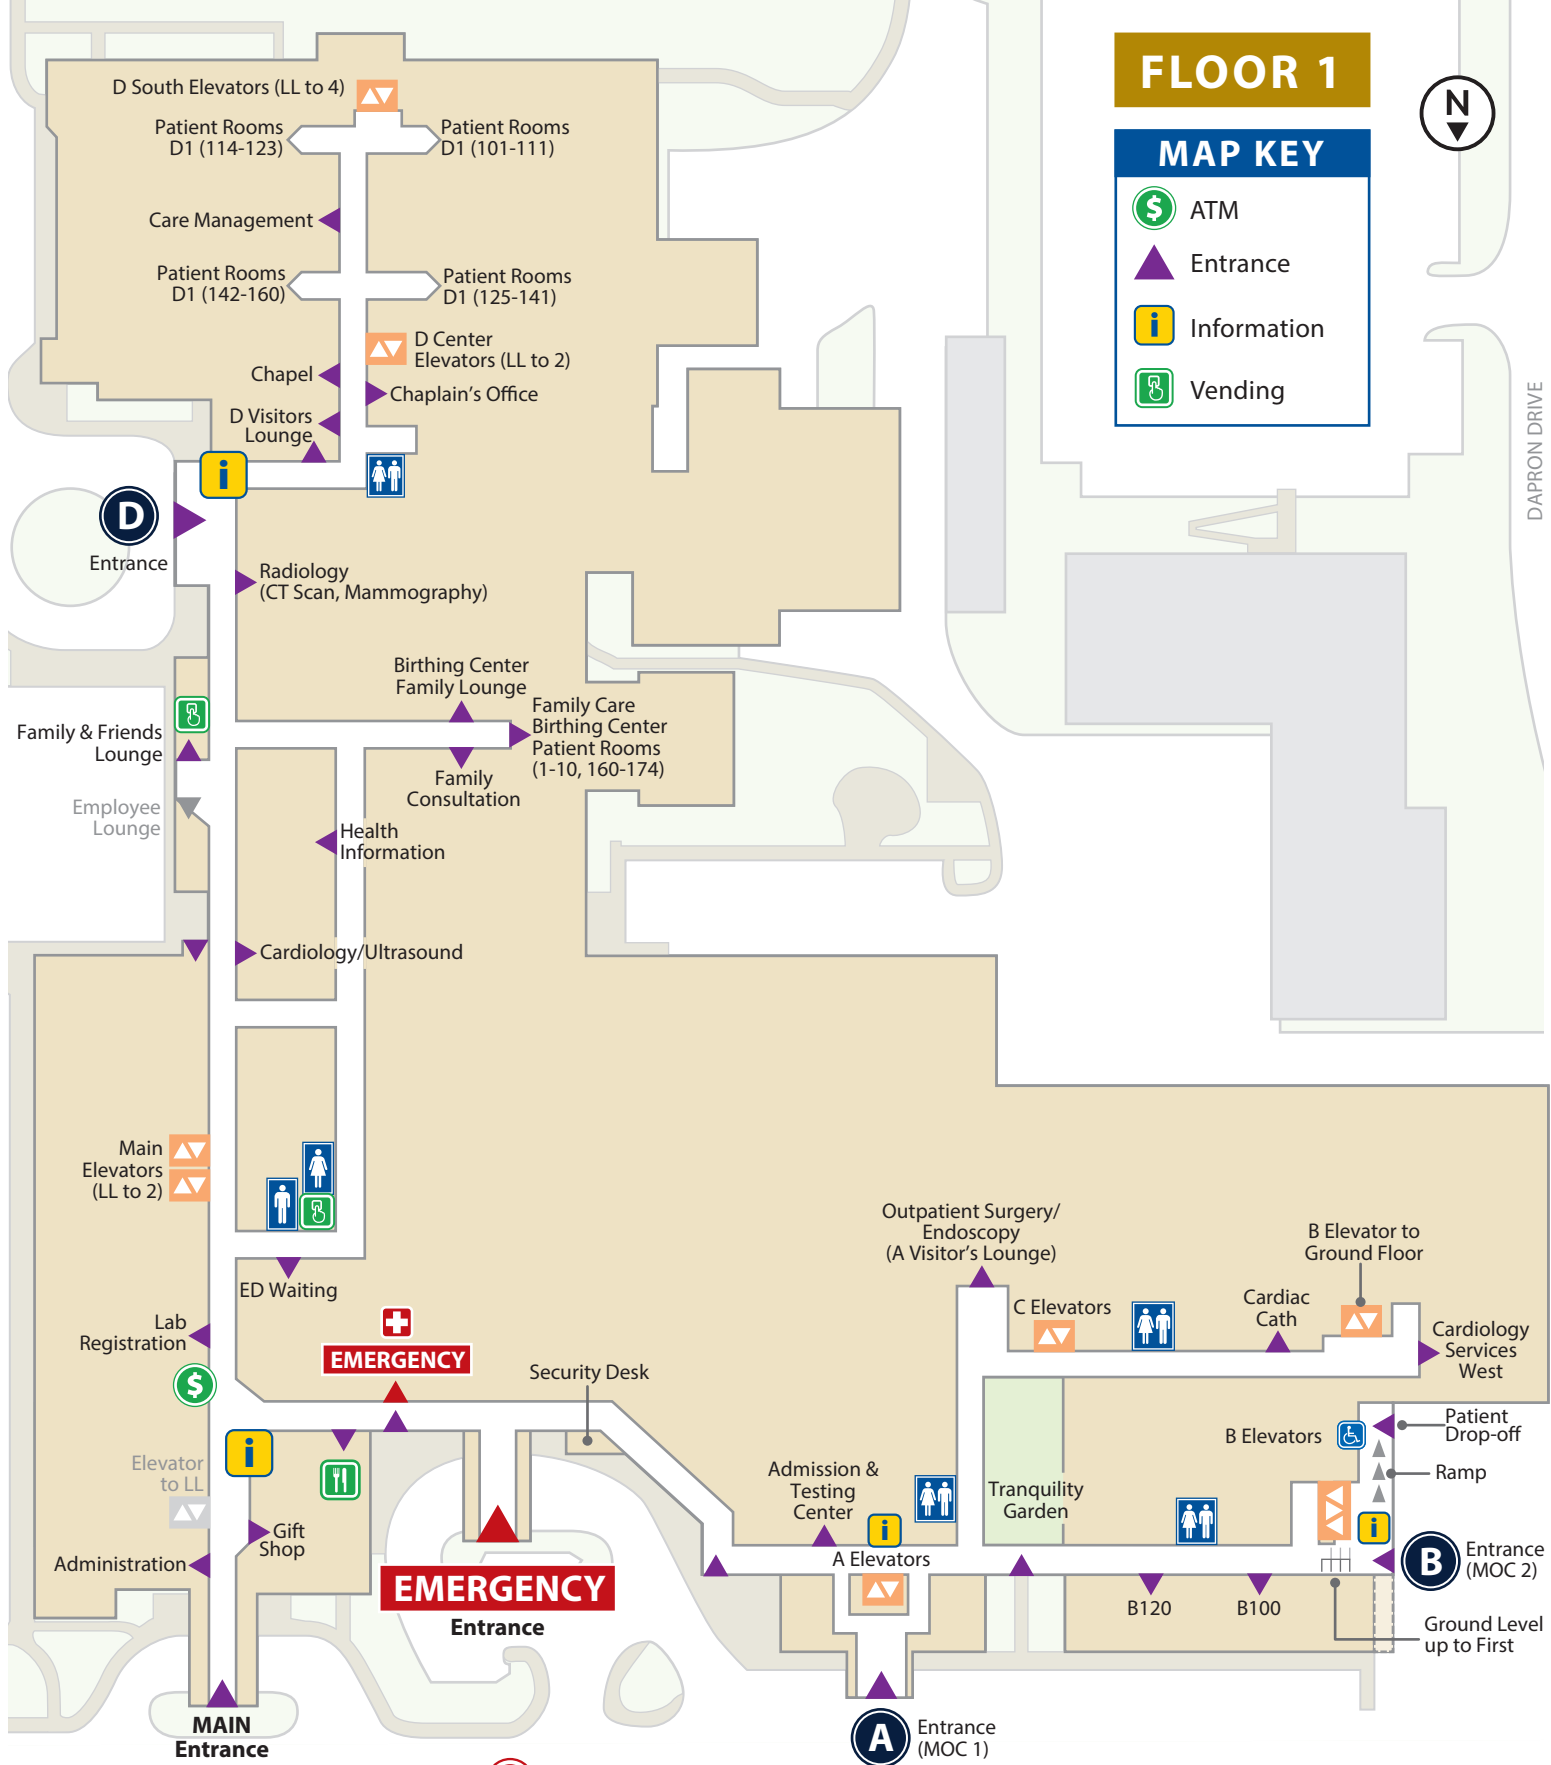 FLOOR 1
N
MAP KEY
$ ATM
Entrance
i Information
Vending
DAPRON DRIVE
D South Elevators (LL to 4)
Patient Rooms
D1 (114-123)
Patient Rooms
D1 (101-111)
Care Management
Patient Rooms
D1 (142-160)
Patient Rooms
D1 (125-141)
D Center
Elevators (LL to 2)
Chapel
Chaplain's Office
D Visitors
Lounge
i
D
Entrance
Radiology
(CT Scan, Mammography)
Birthing Center
Family Lounge
Family Care
Birthing Center
Patient Rooms
(1-10, 160-174)
Family & Friends
Lounge
Family
Consultation
Employee
Lounge
Health
Information
Cardiology/Ultrasound
Main
Elevators
(LL to 2)
ED Waiting
Lab
Registration
$
EMERGENCY
Security Desk
Outpatient Surgery/
Endoscopy
(A Visitor's Lounge)
B Elevator to
Ground Floor
C Elevators
Cardiac
Cath
Cardiology
Services
West
Patient
Drop-off
B Elevators
Ramp
i
Elevator
to LL
Gift
Shop
Administration
Admission &
Testing
Center
i
Tranquility
Garden
A Elevators
i
B
Entrance
(MOC 2)
EMERGENCY
Entrance
B120
B100
Ground Level
up to First
MAIN
Entrance
A
Entrance
(MOC 1)